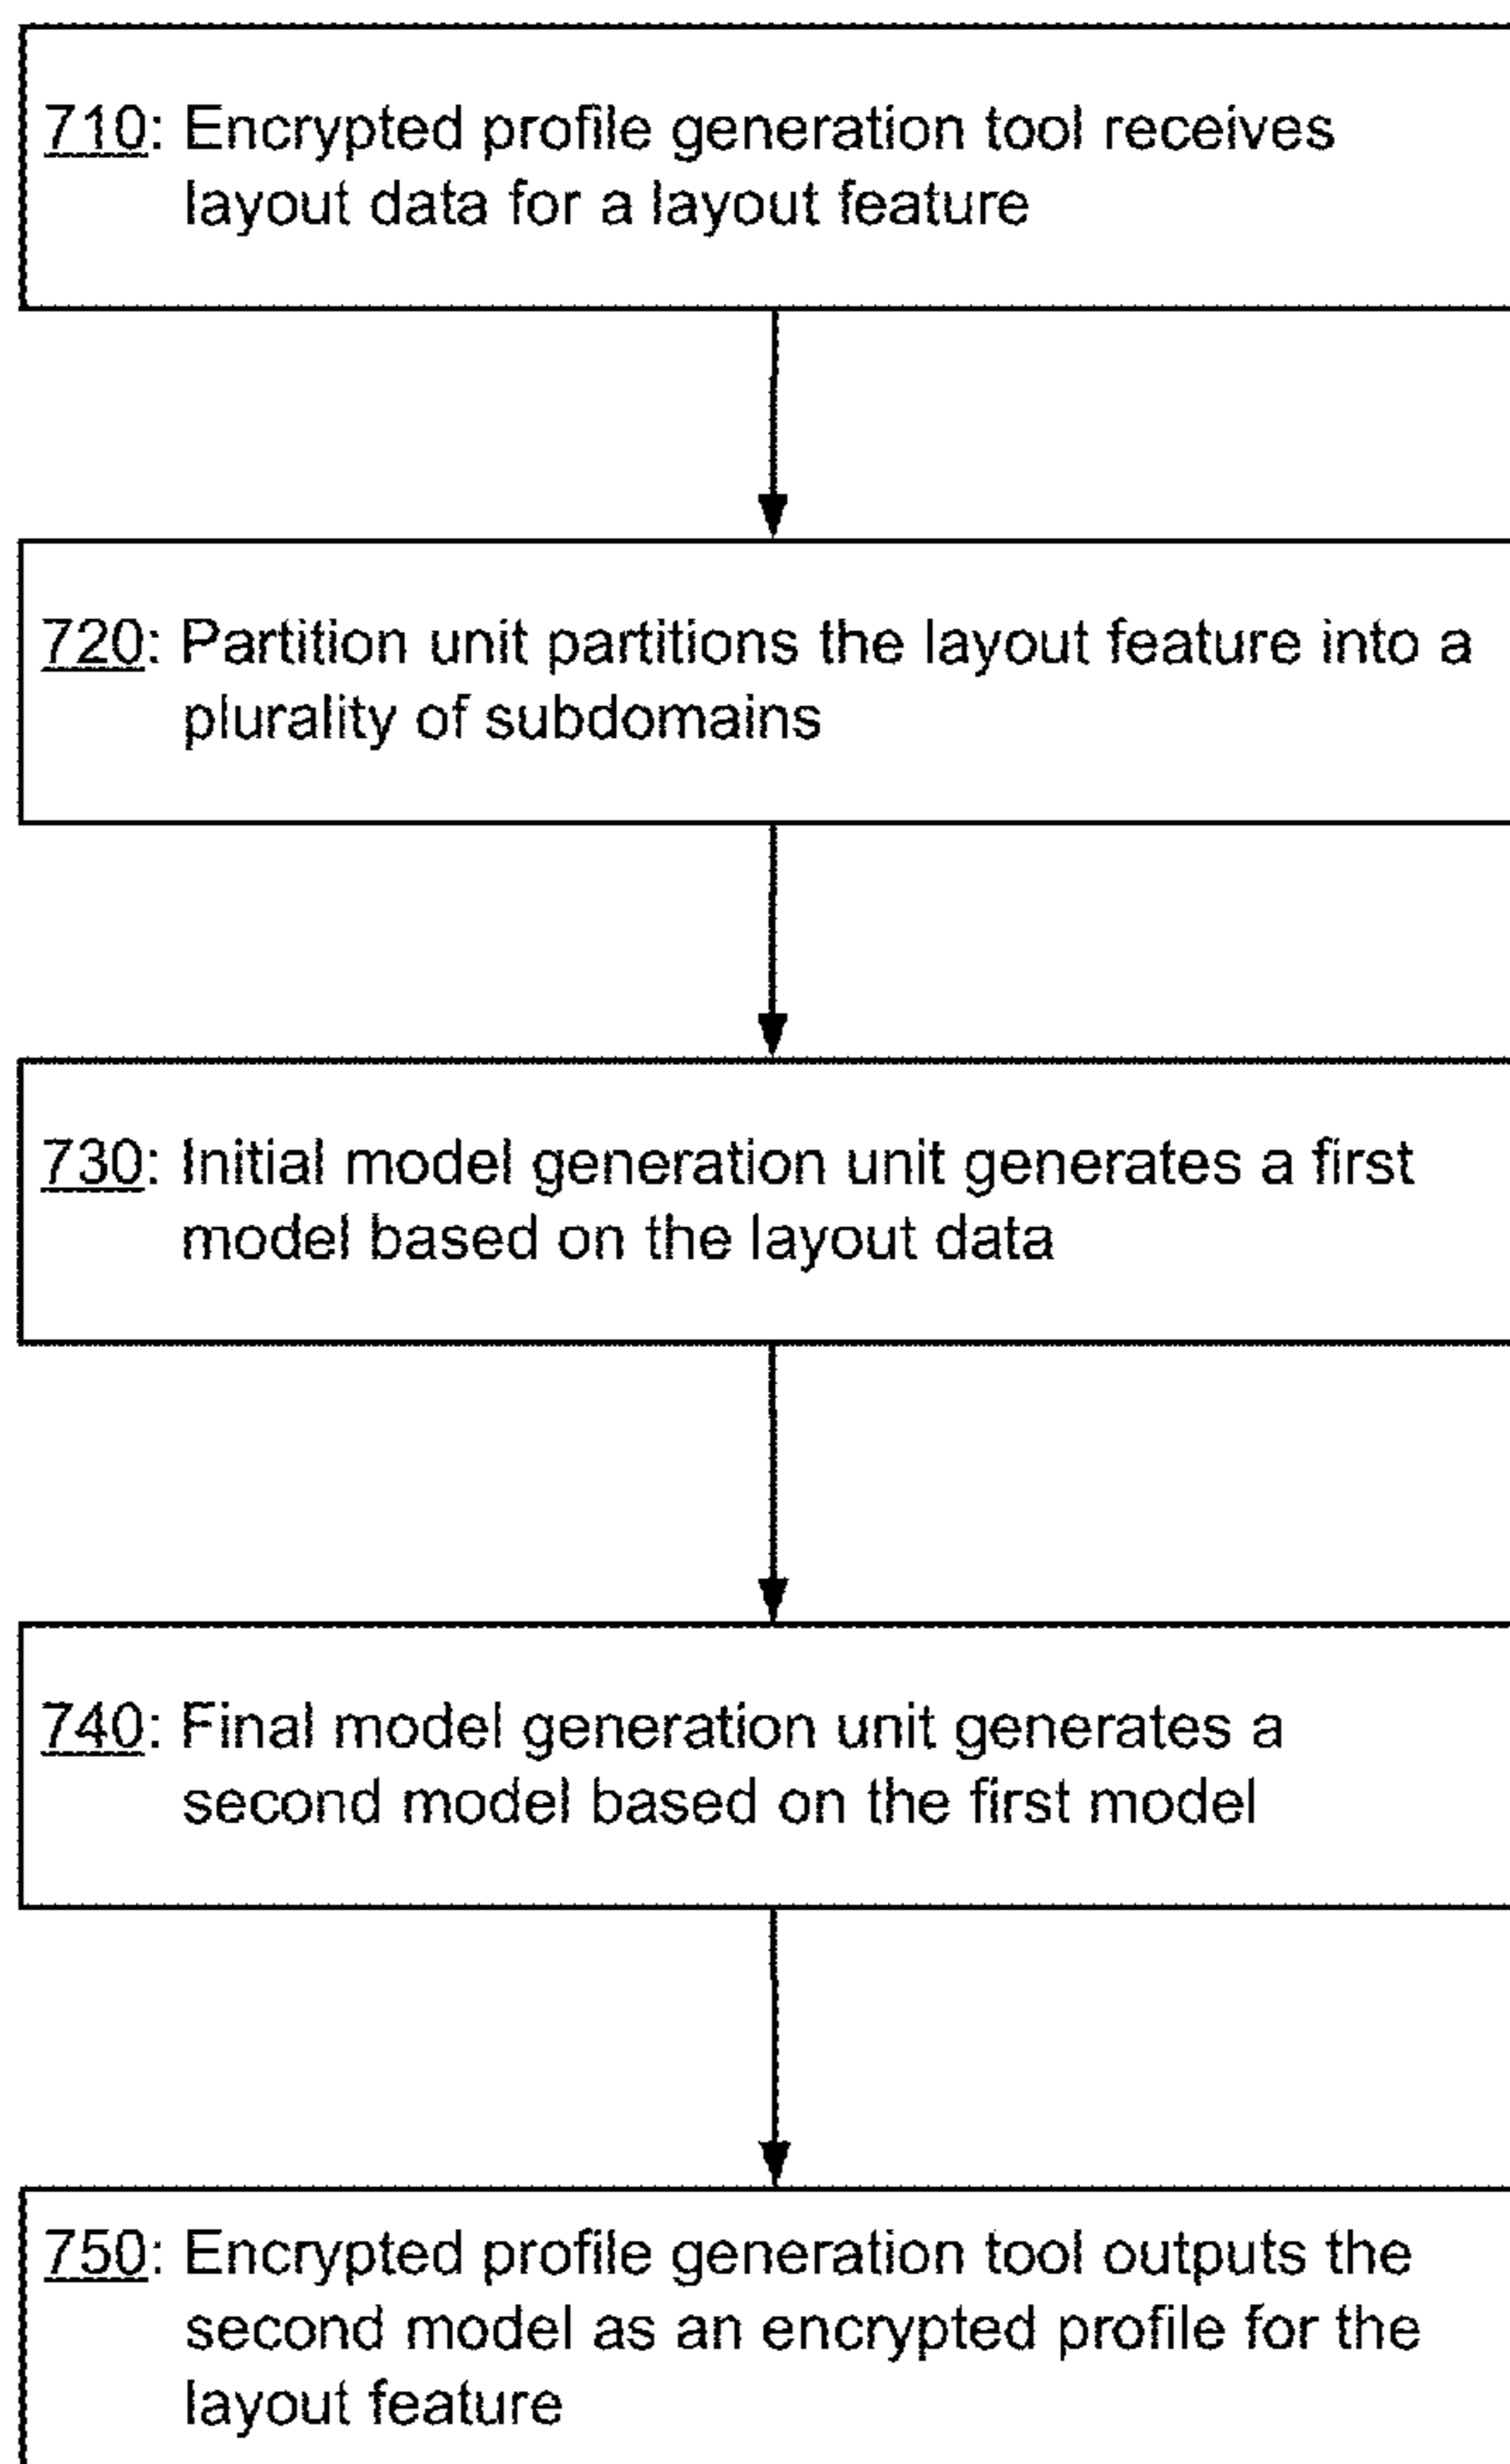 710: Encrypted profile generation tool receives
layout data for a layout feature
720: Partition unit partitions the layout feature into a
plurality of subdomains
730: Initial model generation unit generates a first
model based on the layout data
740: Final model generation unit generates a
second model based on the first model
750: Encrypted profile generation tool outputs the
second model as an encrypted profile for the
layout feature